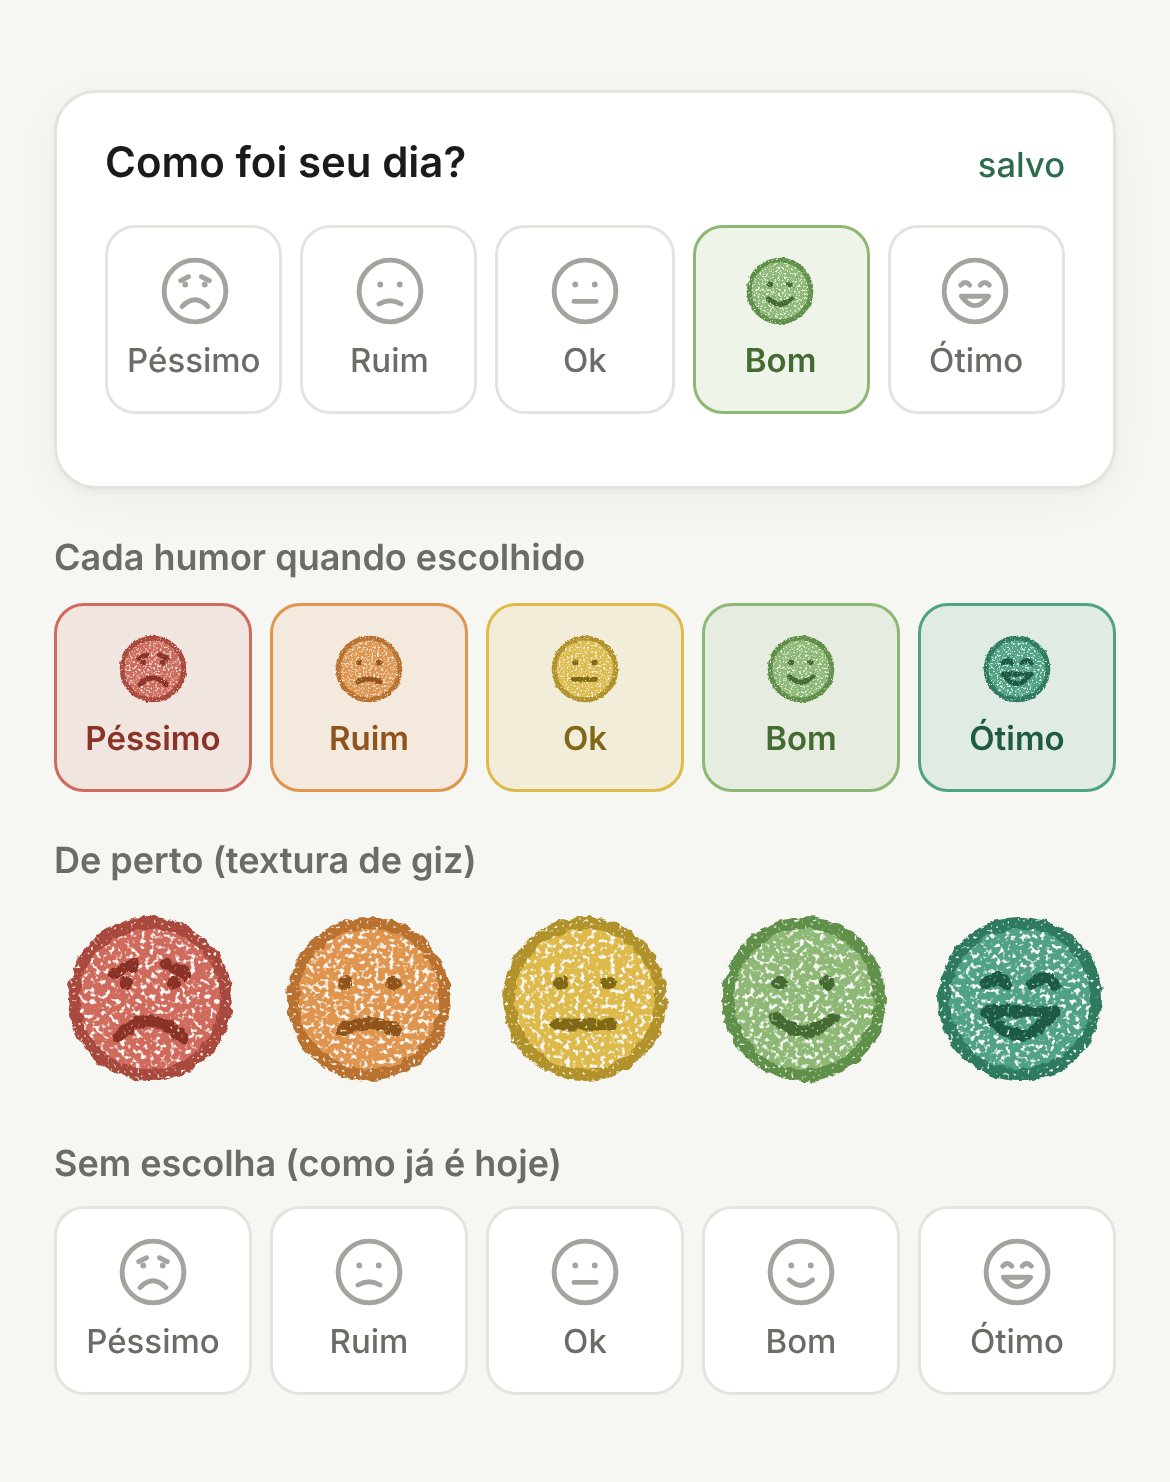 Como foi seu dia?
salvo
Péssimo Ruim Ok Bom Ótimo
Cada humor quando escolhido
Péssimo Ruim Ok Bom Ótimo
De perto (textura de giz)
Sem escolha (como já é hoje)
Péssimo Ruim Ok Bom Ótimo